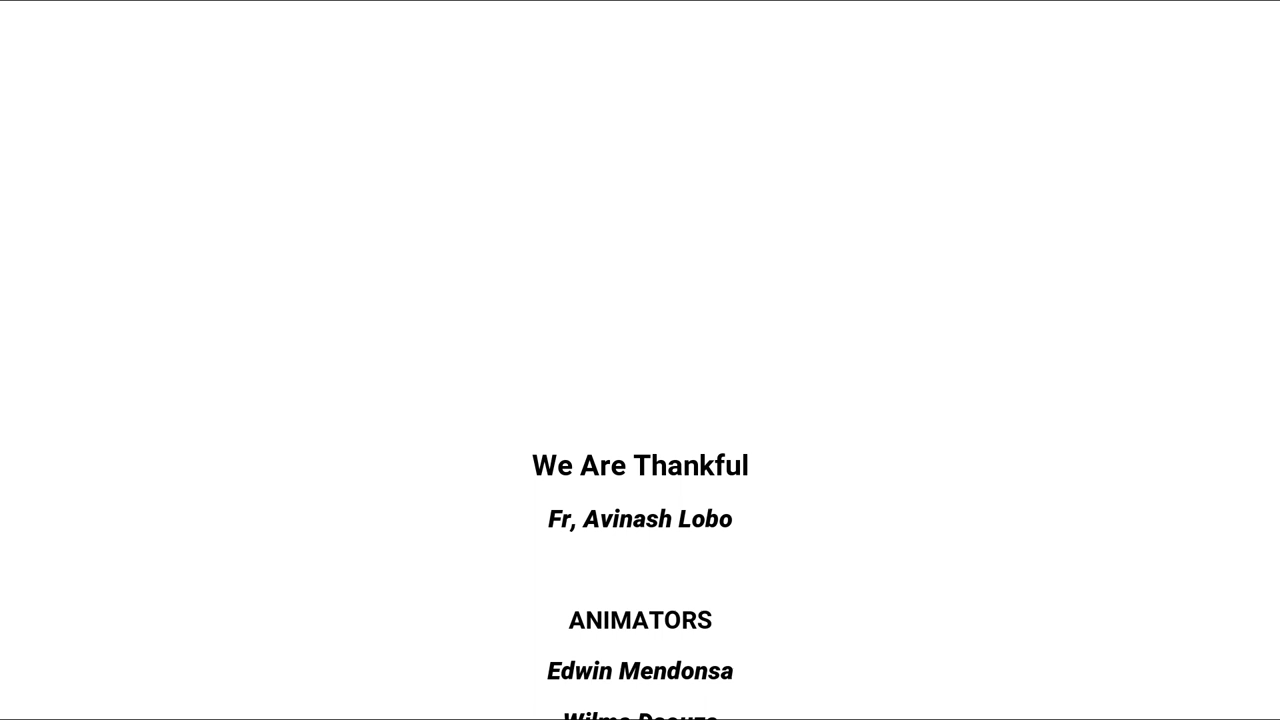 We Are Thankful
Fr, Avinash Lobo
ANIMATORS
Edwin Mendonsa